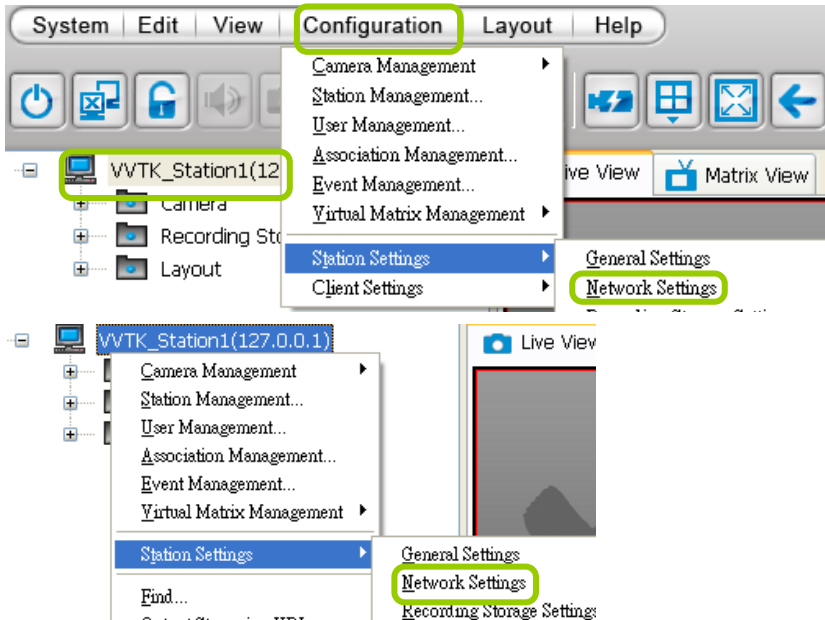 System Edit View Configuration Layout Help
Camera Management
Station Management...
User Management...
Association Management...
Event Management...
Virtual Matrix Management
Station Settings
Client Settings
General Settings
Network Settings
VVTK_Station1(12
Camera
Recording Sto
Layout
ive View
Matrix View
VVTK_Station1(127.0.0.1)
Live View
Camera Management
Station Management...
User Management...
Association Management...
Event Management...
Virtual Matrix Management
Station Settings
Find...
General Settings
Network Settings
Recording Storage Settings